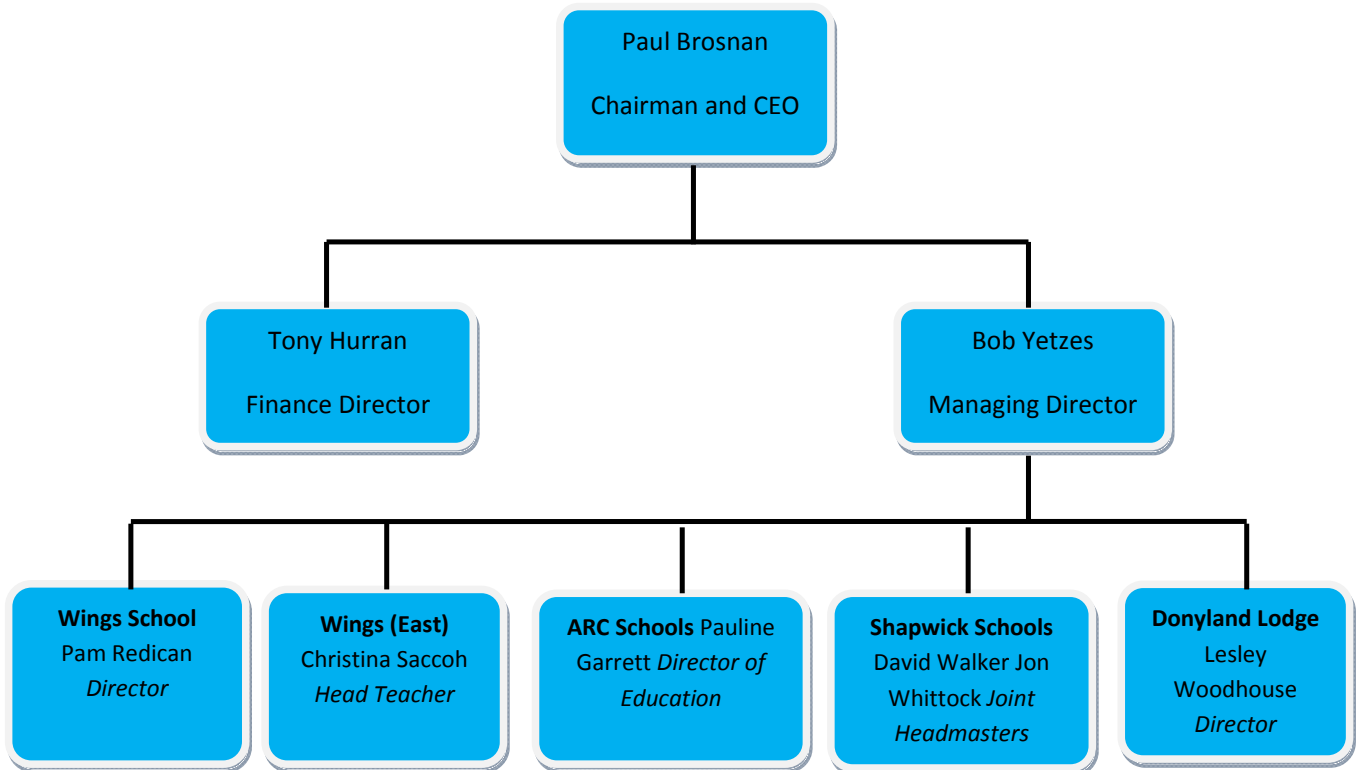 Paul Brosnan
Chairman and CEO
Tony Hurran
Finance Director
Bob Yetzes
Managing Director
Wings School
Pam Redican
Director
Wings (East)
Christina Saccoh
Head Teacher
ARC Schools Pauline
Garrett Director of
Education
Shapwick Schools
David Walker Jon
Whittock Joint
Headmasters
Donyland Lodge
Lesley
Woodhouse
Director